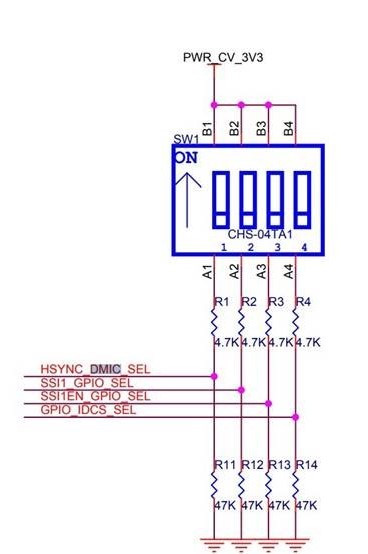 PWR_CV_3V3
B1 B2 B3 B4
SW1
ON
CHS-04TA1
1 2 3 4
A1 A2 A3 A4
R1 R2 R3 R4
4.7K 4.7K 4.7K 4.7K
HSYNC_DMIC_SEL
SSI1_GPIO_SEL
SSI1EN_GPIO_SEL
GPIO_IDCS_SEL
R11 R12 R13 R14
47K 47K 47K 47K